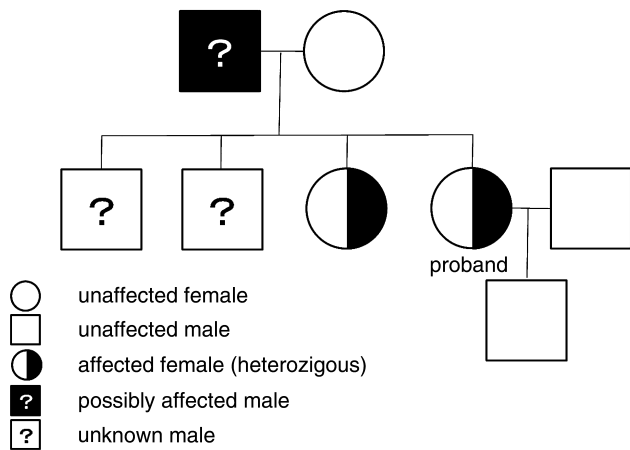 ?
? ?
proband
unaffected female
unaffected male
affected female (heterozigous)
? possibly affected male
? unknown male